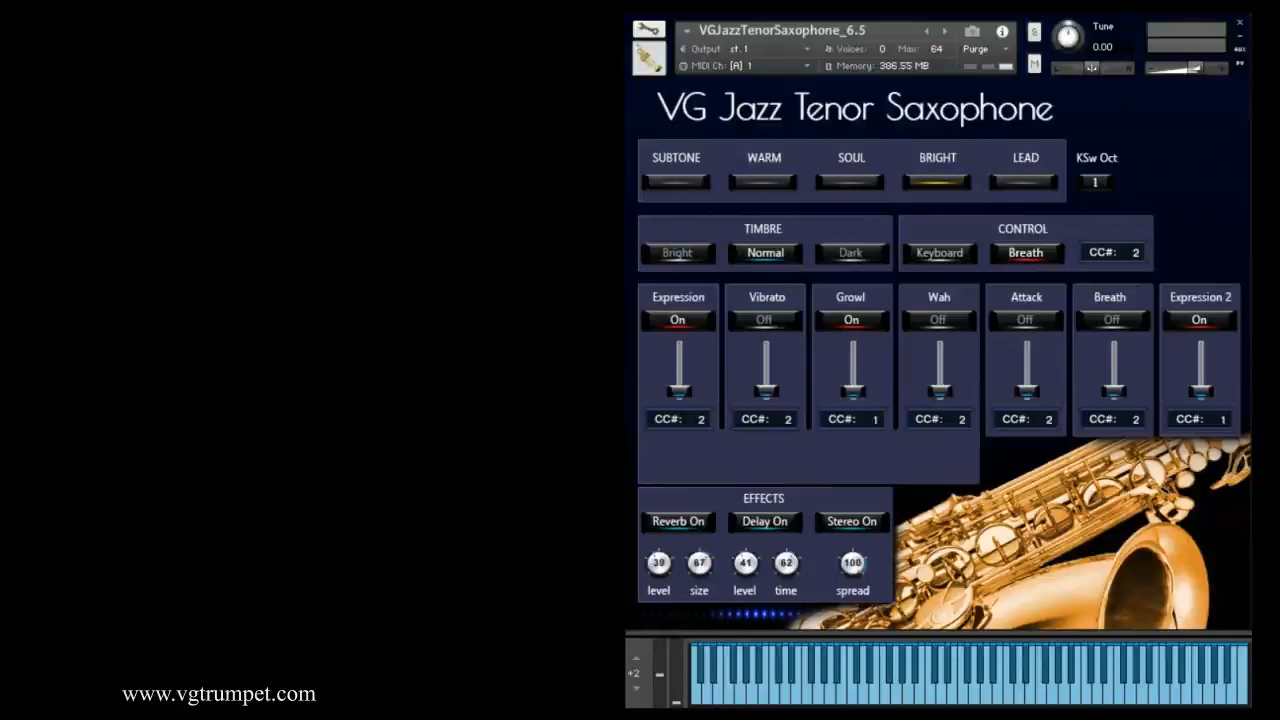 VGJazzTenorSaxophone_6.5
Tune
0.00
Output st.1
Voices: 0 Max: 64
Purge
MIDI Ch: [A] 1
Memory: 386.55 MB
S
M
L R
AUX
PV
VG Jazz Tenor Saxophone
SUBTONE WARM SOUL BRIGHT LEAD KSw Oct
1
TIMBRE CONTROL
Bright Normal Dark Keyboard Breath CC#: 2
Expression Vibrato Growl Wah Attack Breath Expression 2
On Off On Off Off Off On
CC#: 2 CC#: 2 CC#: 1 CC#: 2 CC#: 2 CC#: 2 CC#: 1
EFFECTS
Reverb On Delay On Stereo On
39 67 41 62 100
level size level time spread
+2
www.vgtrumpet.com